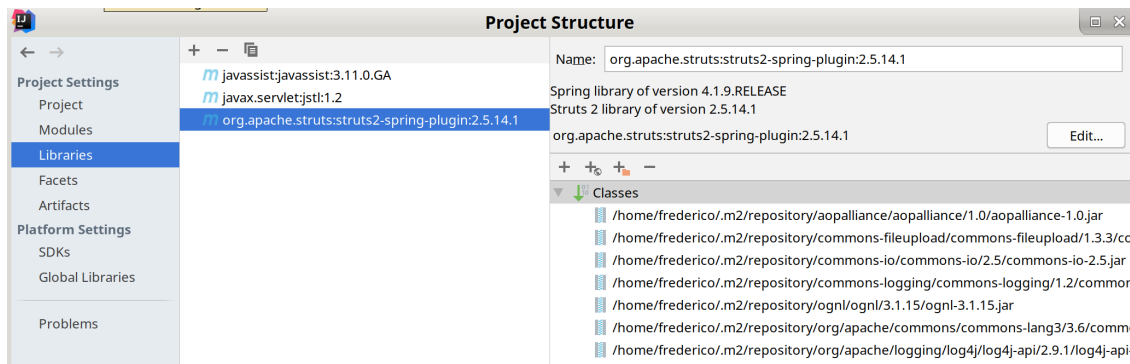 Project Structure
Project Settings
Project
Modules
Libraries
Facets
Artifacts
Platform Settings
SDKs
Global Libraries
Problems
javassist:javassist:3.11.0.GA
javax.servlet:jstl:1.2
org.apache.struts:struts2-spring-plugin:2.5.14.1
Name: org.apache.struts:struts2-spring-plugin:2.5.14.1
Spring library of version 4.1.9.RELEASE
Struts 2 library of version 2.5.14.1
org.apache.struts:struts2-spring-plugin:2.5.14.1 Edit...
Classes
/home/frederico/.m2/repository/aopalliance/aopalliance/1.0/aopalliance-1.0.jar
/home/frederico/.m2/repository/commons-fileupload/commons-fileupload/1.3.3/co
/home/frederico/.m2/repository/commons-io/commons-io/2.5/commons-io-2.5.jar
/home/frederico/.m2/repository/commons-logging/commons-logging/1.2/common
/home/frederico/.m2/repository/ognl/ognl/3.1.15/ognl-3.1.15.jar
/home/frederico/.m2/repository/org/apache/commons/commons-lang3/3.6/comm
/home/frederico/.m2/repository/org/apache/logging/log4j/log4j-api/2.9.1/log4j-api-